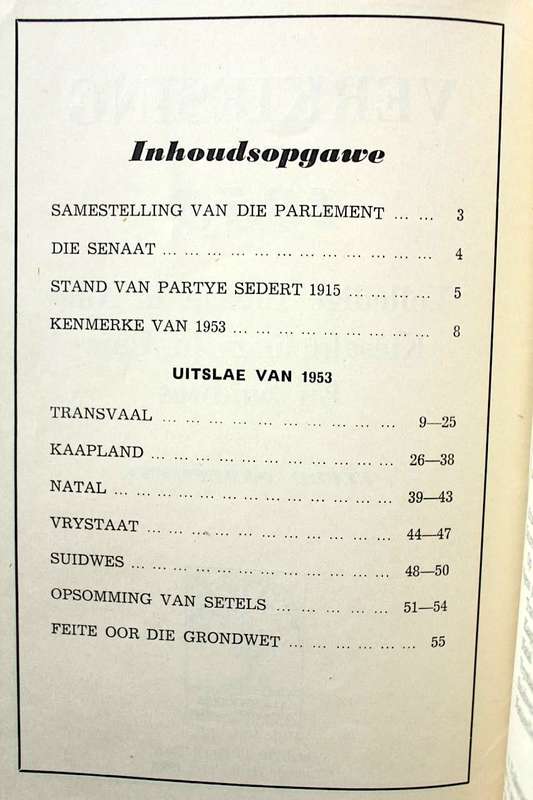 Inhoudsopgawe
SAMESTELLING VAN DIE PARLEMENT ... ... 3
DIE SENAAT ... ... ... ... ... ... ... ... ... ... ... ... ... 4
STAND VAN PARTYE SEDERT 1915 ... ... ... ... 5
KENMERKE VAN 1953 ... ... ... ... ... ... ... ... ... 8
UITSLAE VAN 1953
TRANSVAAL ... ... ... ... ... ... ... ... ... ... ... 9—25
KAAPLAND ... ... ... ... ... ... ... ... ... ... ... ... 26—38
NATAL ... ... ... ... ... ... ... ... ... ... ... ... ... 39—43
VRYSTAAT ... ... ... ... ... ... ... ... ... ... ... 44—47
SUIDWES ... ... ... ... ... ... ... ... ... ... ... ... 48—50
OPSOMMING VAN SETELS ... ... ... ... ... 51—54
FEITE OOR DIE GRONDWET ... ... ... ... ... ... 55